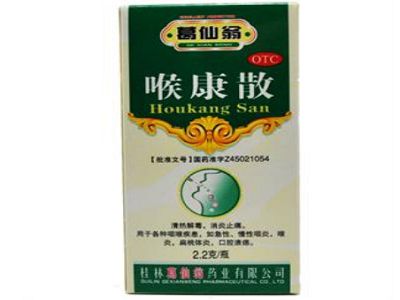 葛仙翁
GE XIAN WENG
OTC
喉康散
Houkang San
【批准文号】国药准字Z45021054
清热解毒,消炎止痛。
用于各种咽喉疾患,如急性、慢性咽炎,喉
炎,扁桃体炎,口腔溃疡。
2.2克/瓶
桂林葛仙翁药业有限公司
GUILIN GEXIANWENG PHARMACEUTICAL CO., LTD